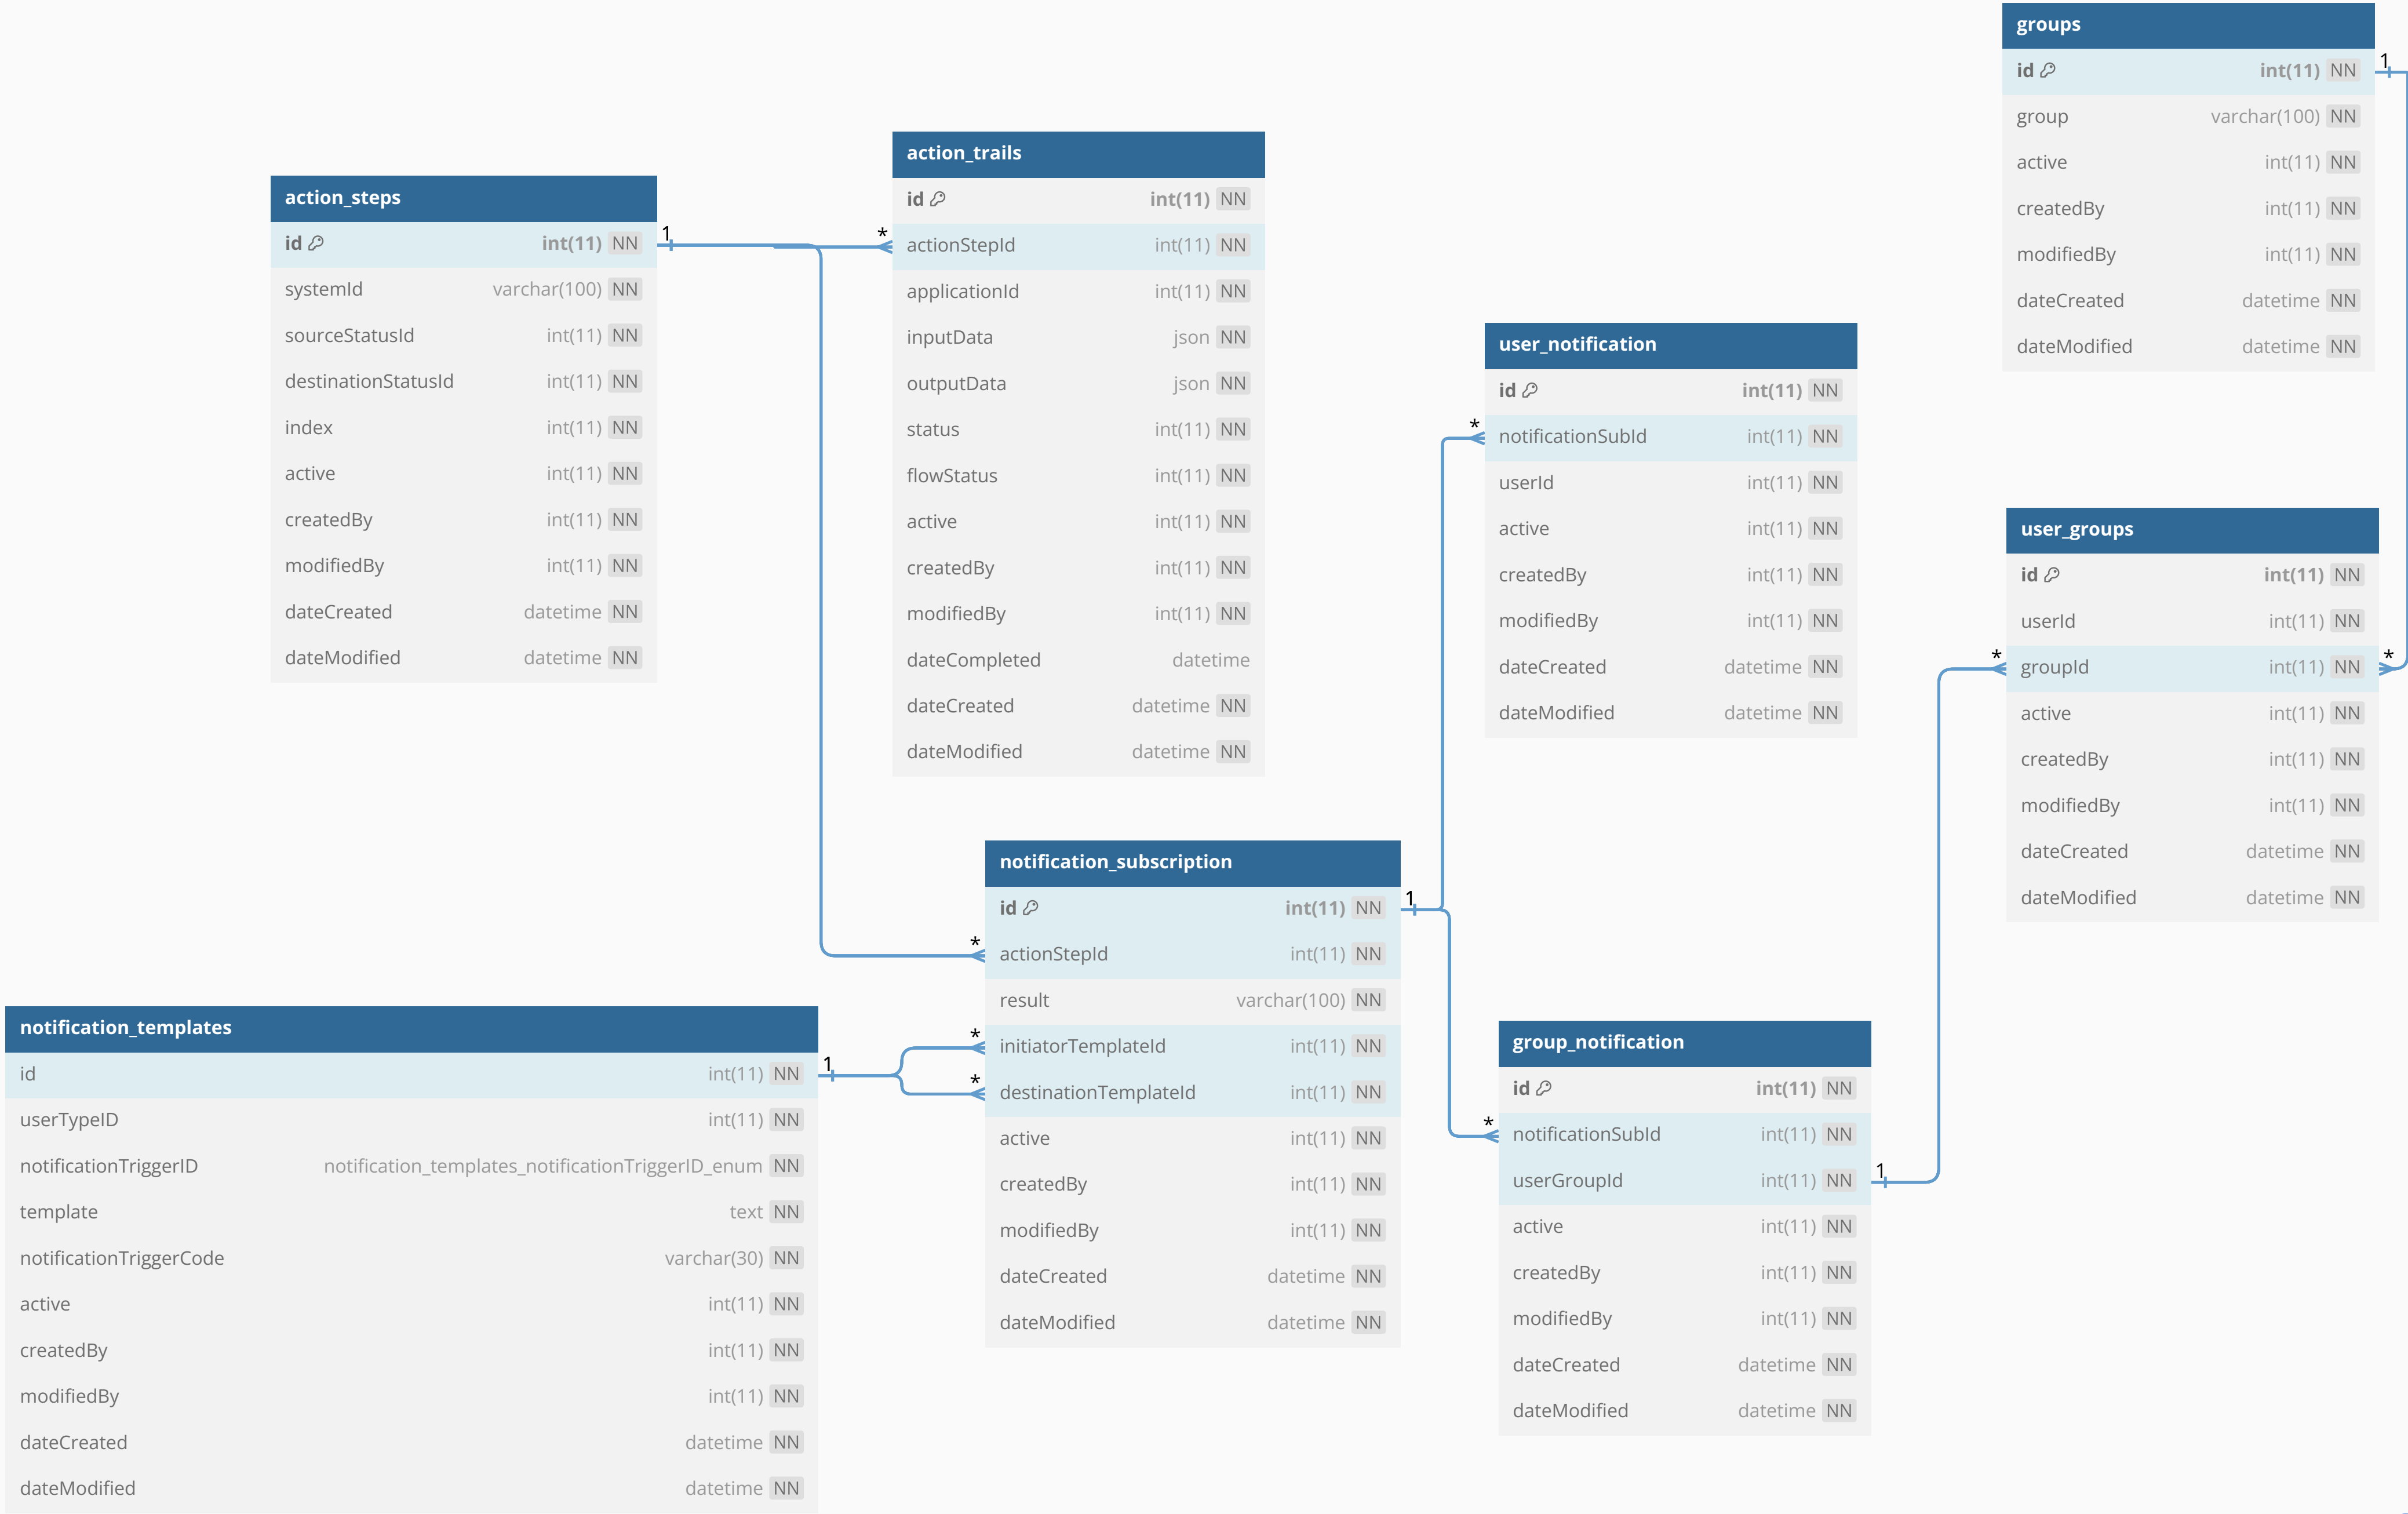 groups
id int(11) NN
group varchar(100) NN
active int(11) NN
createdBy int(11) NN
modifiedBy int(11) NN
dateCreated datetime NN
dateModified datetime NN
1
action_trails
id int(11) NN
actionStepId int(11) NN
applicationId int(11) NN
inputData json NN
outputData json NN
status int(11) NN
flowStatus int(11) NN
active int(11) NN
createdBy int(11) NN
modifiedBy int(11) NN
dateCompleted datetime
dateCreated datetime NN
dateModified datetime NN
*
action_steps
id int(11) NN
systemId varchar(100) NN
sourceStatusId int(11) NN
destinationStatusId int(11) NN
index int(11) NN
active int(11) NN
createdBy int(11) NN
modifiedBy int(11) NN
dateCreated datetime NN
dateModified datetime NN
1
user_notification
id int(11) NN
notificationSubId int(11) NN
userId int(11) NN
active int(11) NN
createdBy int(11) NN
modifiedBy int(11) NN
dateCreated datetime NN
dateModified datetime NN
*
user_groups
id int(11) NN
userId int(11) NN
groupId int(11) NN
active int(11) NN
createdBy int(11) NN
modifiedBy int(11) NN
dateCreated datetime NN
dateModified datetime NN
*
*
notification_subscription
id int(11) NN
actionStepId int(11) NN
result varchar(100) NN
initiatorTemplateId int(11) NN
destinationTemplateId int(11) NN
active int(11) NN
createdBy int(11) NN
modifiedBy int(11) NN
dateCreated datetime NN
dateModified datetime NN
1
*
*
*
notification_templates
id int(11) NN
userTypeID int(11) NN
notificationTriggerID notification_templates_notificationTriggerID_enum NN
template text NN
notificationTriggerCode varchar(30) NN
active int(11) NN
createdBy int(11) NN
modifiedBy int(11) NN
dateCreated datetime NN
dateModified datetime NN
1
group_notification
id int(11) NN
notificationSubId int(11) NN
userGroupId int(11) NN
active int(11) NN
createdBy int(11) NN
modifiedBy int(11) NN
dateCreated datetime NN
dateModified datetime NN
*
1